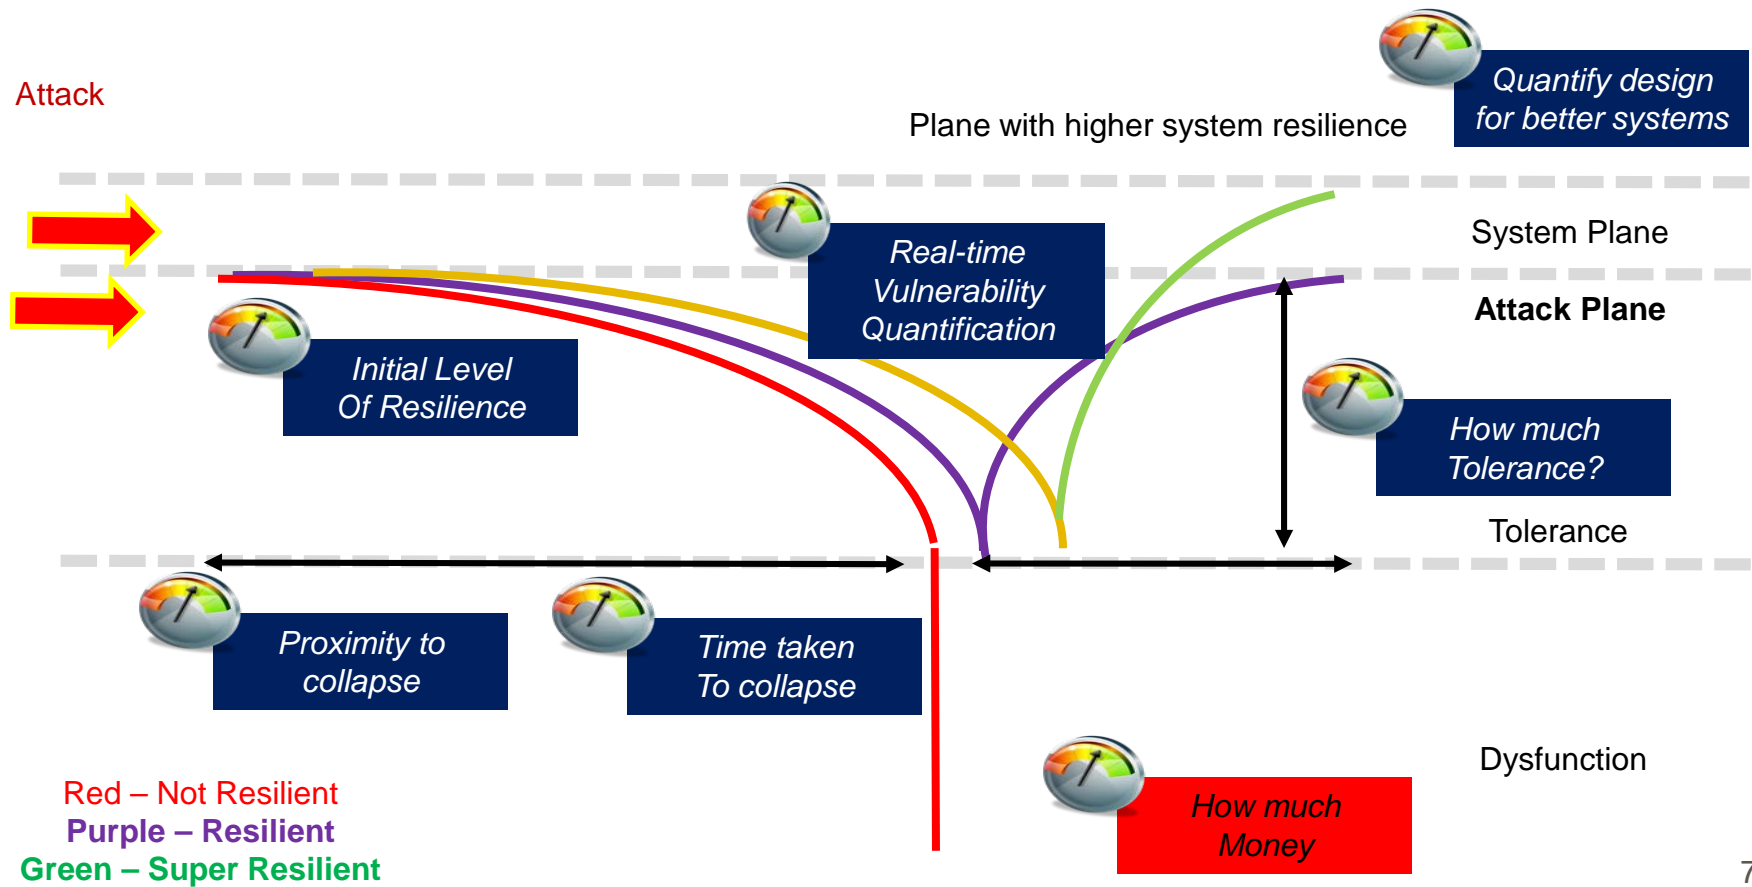 Attack
Quantify design
for better systems
Plane with higher system resilience
System Plane
Real-time
Vulnerability
Quantification
Attack Plane
Initial Level
Of Resilience
How much
Tolerance?
Tolerance
Proximity to
collapse
Time taken
To collapse
Dysfunction
How much
Money
Red – Not Resilient
Purple – Resilient
Green – Super Resilient
7